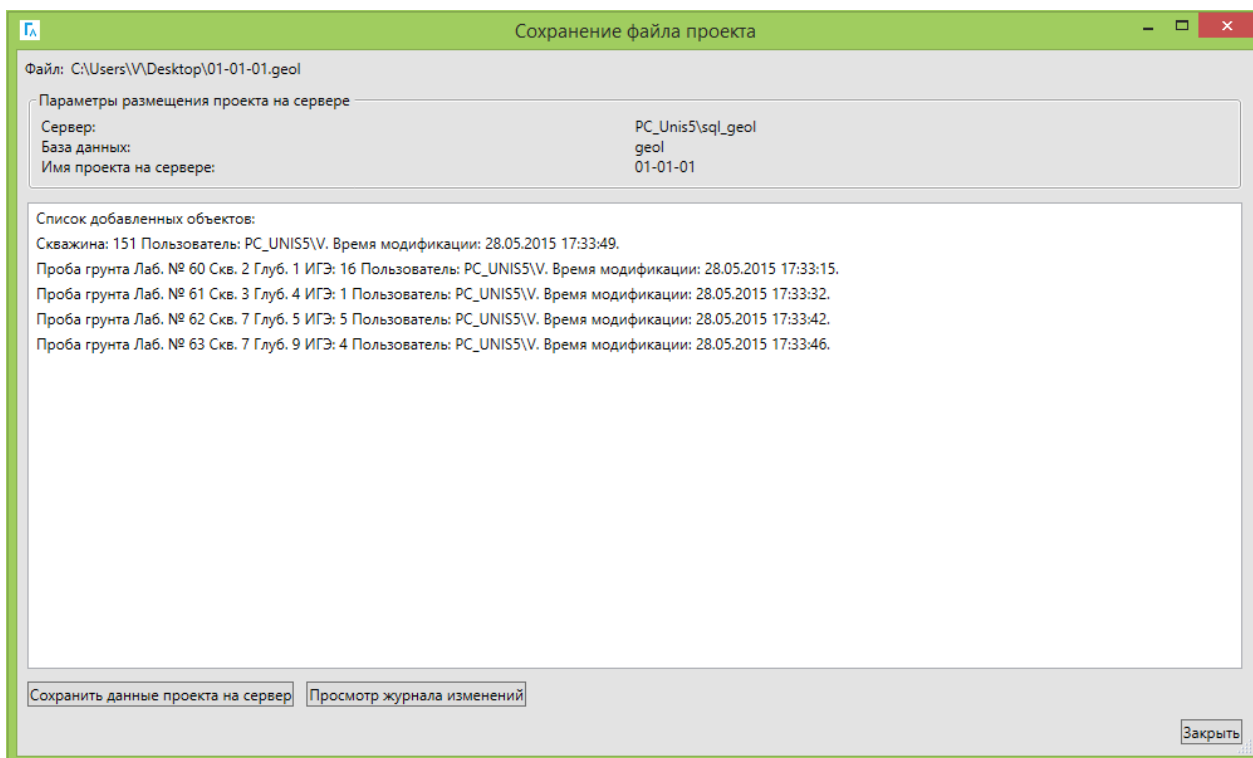 ГЛ
Сохранение файла проекта
Файл: C:\Users\V\Desktop\01-01-01.geol
Параметры размещения проекта на сервере
Сервер: PC_Unis5\sql_geol
База данных: geol
Имя проекта на сервере: 01-01-01
Список добавленных объектов:
Скважина: 151 Пользователь: PC_UNIS5\V. Время модификации: 28.05.2015 17:33:49.
Проба грунта Лаб. № 60 Скв. 2 Глуб. 1 ИГЭ: 16 Пользователь: PC_UNIS5\V. Время модификации: 28.05.2015 17:33:15.
Проба грунта Лаб. № 61 Скв. 3 Глуб. 4 ИГЭ: 1 Пользователь: PC_UNIS5\V. Время модификации: 28.05.2015 17:33:32.
Проба грунта Лаб. № 62 Скв. 7 Глуб. 5 ИГЭ: 5 Пользователь: PC_UNIS5\V. Время модификации: 28.05.2015 17:33:42.
Проба грунта Лаб. № 63 Скв. 7 Глуб. 9 ИГЭ: 4 Пользователь: PC_UNIS5\V. Время модификации: 28.05.2015 17:33:46.
Сохранить данные проекта на сервер Просмотр журнала изменений
Закрыть